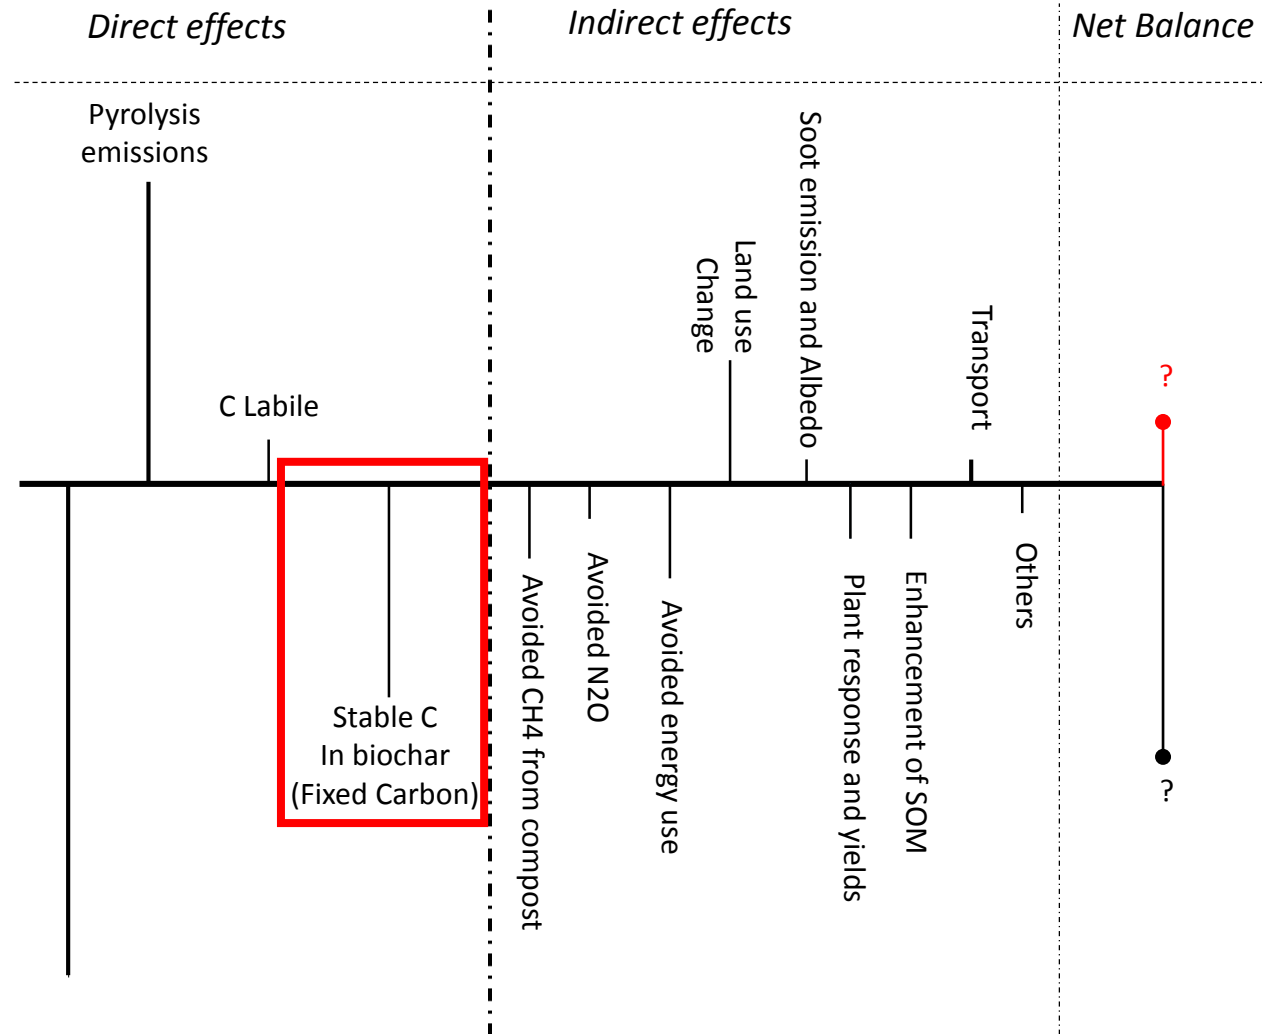 Direct effects
Indirect effects
Net Balance
Pyrolysis
emissions
C Labile
Stable C
In biochar
(Fixed Carbon)
Avoided CH4 from compost
Avoided N2O
Avoided energy use
Land use
Change
Soot emission and Albedo
Plant response and yields
Enhancement of SOM
Transport
Others
?
?